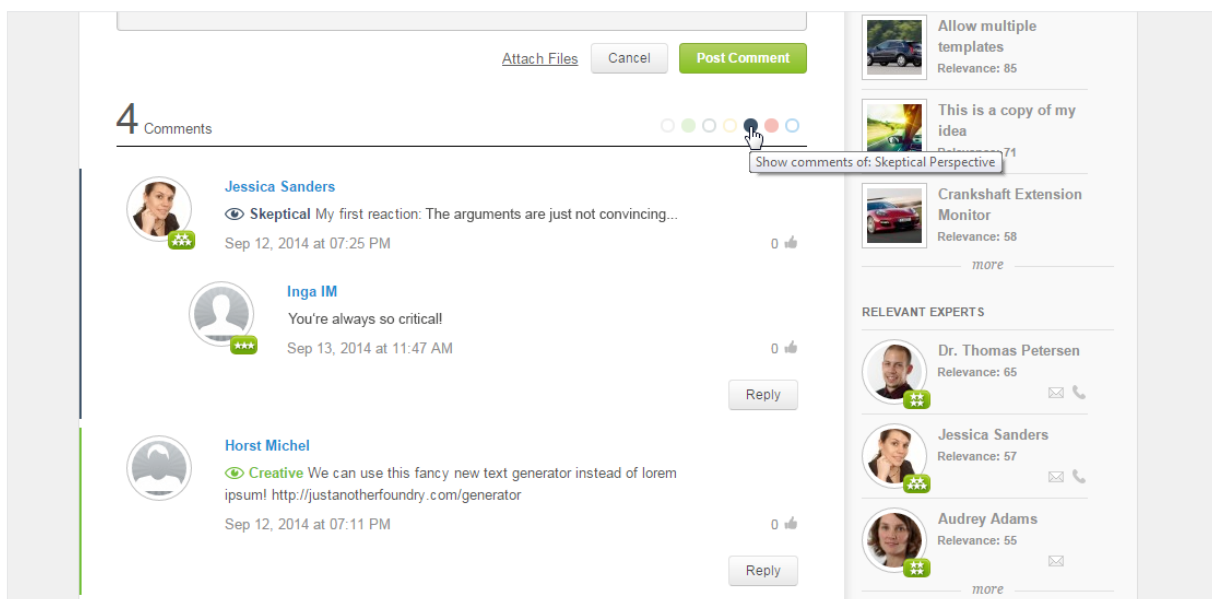 Attach Files
Cancel
Post Comment
4 Comments
Show comments of: Skeptical Perspective
Jessica Sanders
Skeptical My first reaction: The arguments are just not convincing...
Sep 12, 2014 at 07:25 PM
0
Inga IM
You're always so critical!
Sep 13, 2014 at 11:47 AM
0
Reply
Horst Michel
Creative We can use this fancy new text generator instead of lorem
ipsum! http://justanotherfoundry.com/generator
Sep 12, 2014 at 07:11 PM
0
Reply
Allow multiple
templates
Relevance: 85
This is a copy of my
idea
71
Crankshaft Extension
Monitor
Relevance: 58
more
RELEVANT EXPERTS
Dr. Thomas Petersen
Relevance: 65
Jessica Sanders
Relevance: 57
Audrey Adams
Relevance: 55
more